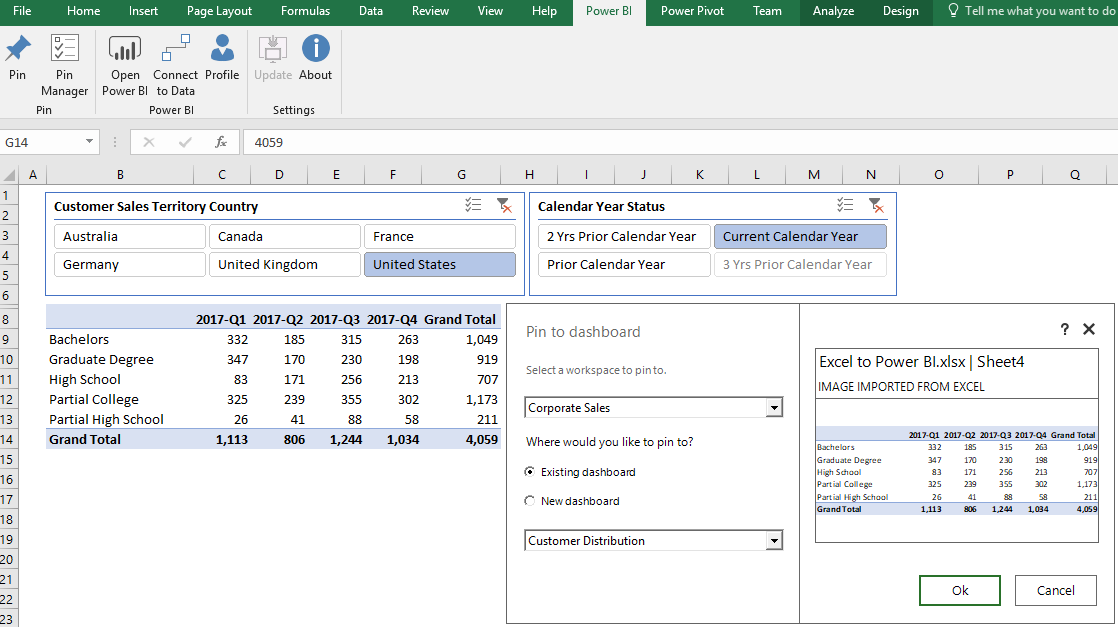 File Home Insert Page Layout Formulas Data Review View Help Power BI Power Pivot Team Analyze Design Tell me what you want to do
Pin Pin Manager Open Power BI Connect to Data Profile Update About
Pin Power BI Settings
G14 fx 4059
A B C D E F G H I J K L M N O P Q
1
2
3
4
5
6
8
9
10
11
12
13
14
15
16
17
18
19
20
21
22
23
Customer Sales Territory Country
Australia Canada France
Germany United Kingdom United States
Calendar Year Status
2 Yrs Prior Calendar Year Current Calendar Year
Prior Calendar Year 3 Yrs Prior Calendar Year
2017-Q1 2017-Q2 2017-Q3 2017-Q4 Grand Total
Bachelors 332 185 315 263 1,049
Graduate Degree 347 170 230 198 919
High School 83 171 256 213 707
Partial College 325 239 355 302 1,173
Partial High School 26 41 88 58 211
Grand Total 1,113 806 1,244 1,034 4,059
Pin to dashboard
Select a workspace to pin to.
Corporate Sales
Where would you like to pin to?
Existing dashboard
New dashboard
Customer Distribution
? ×
Excel to Power BI.xlsx | Sheet4
IMAGE IMPORTED FROM EXCEL
2017-Q1 2017-Q2 2017-Q3 2017-Q4 Grand Total
Bachelors 332 185 315 263 1,049
Graduate Degree 347 170 230 198 919
High School 83 171 256 213 707
Partial College 325 239 355 302 1,173
Partial High School 26 41 88 58 211
Grand Total 1,113 806 1,244 1,034 4,059
Ok Cancel